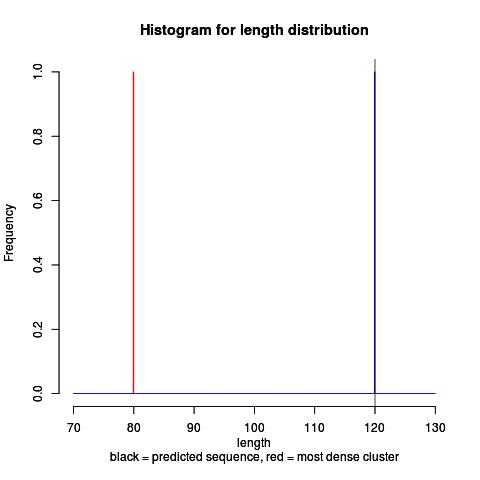 Histogram for length distribution
Frequency
1.0
0.8
0.6
0.4
0.2
0.0
70 80 90 100 110 120 130
length
black = predicted sequence, red = most dense cluster